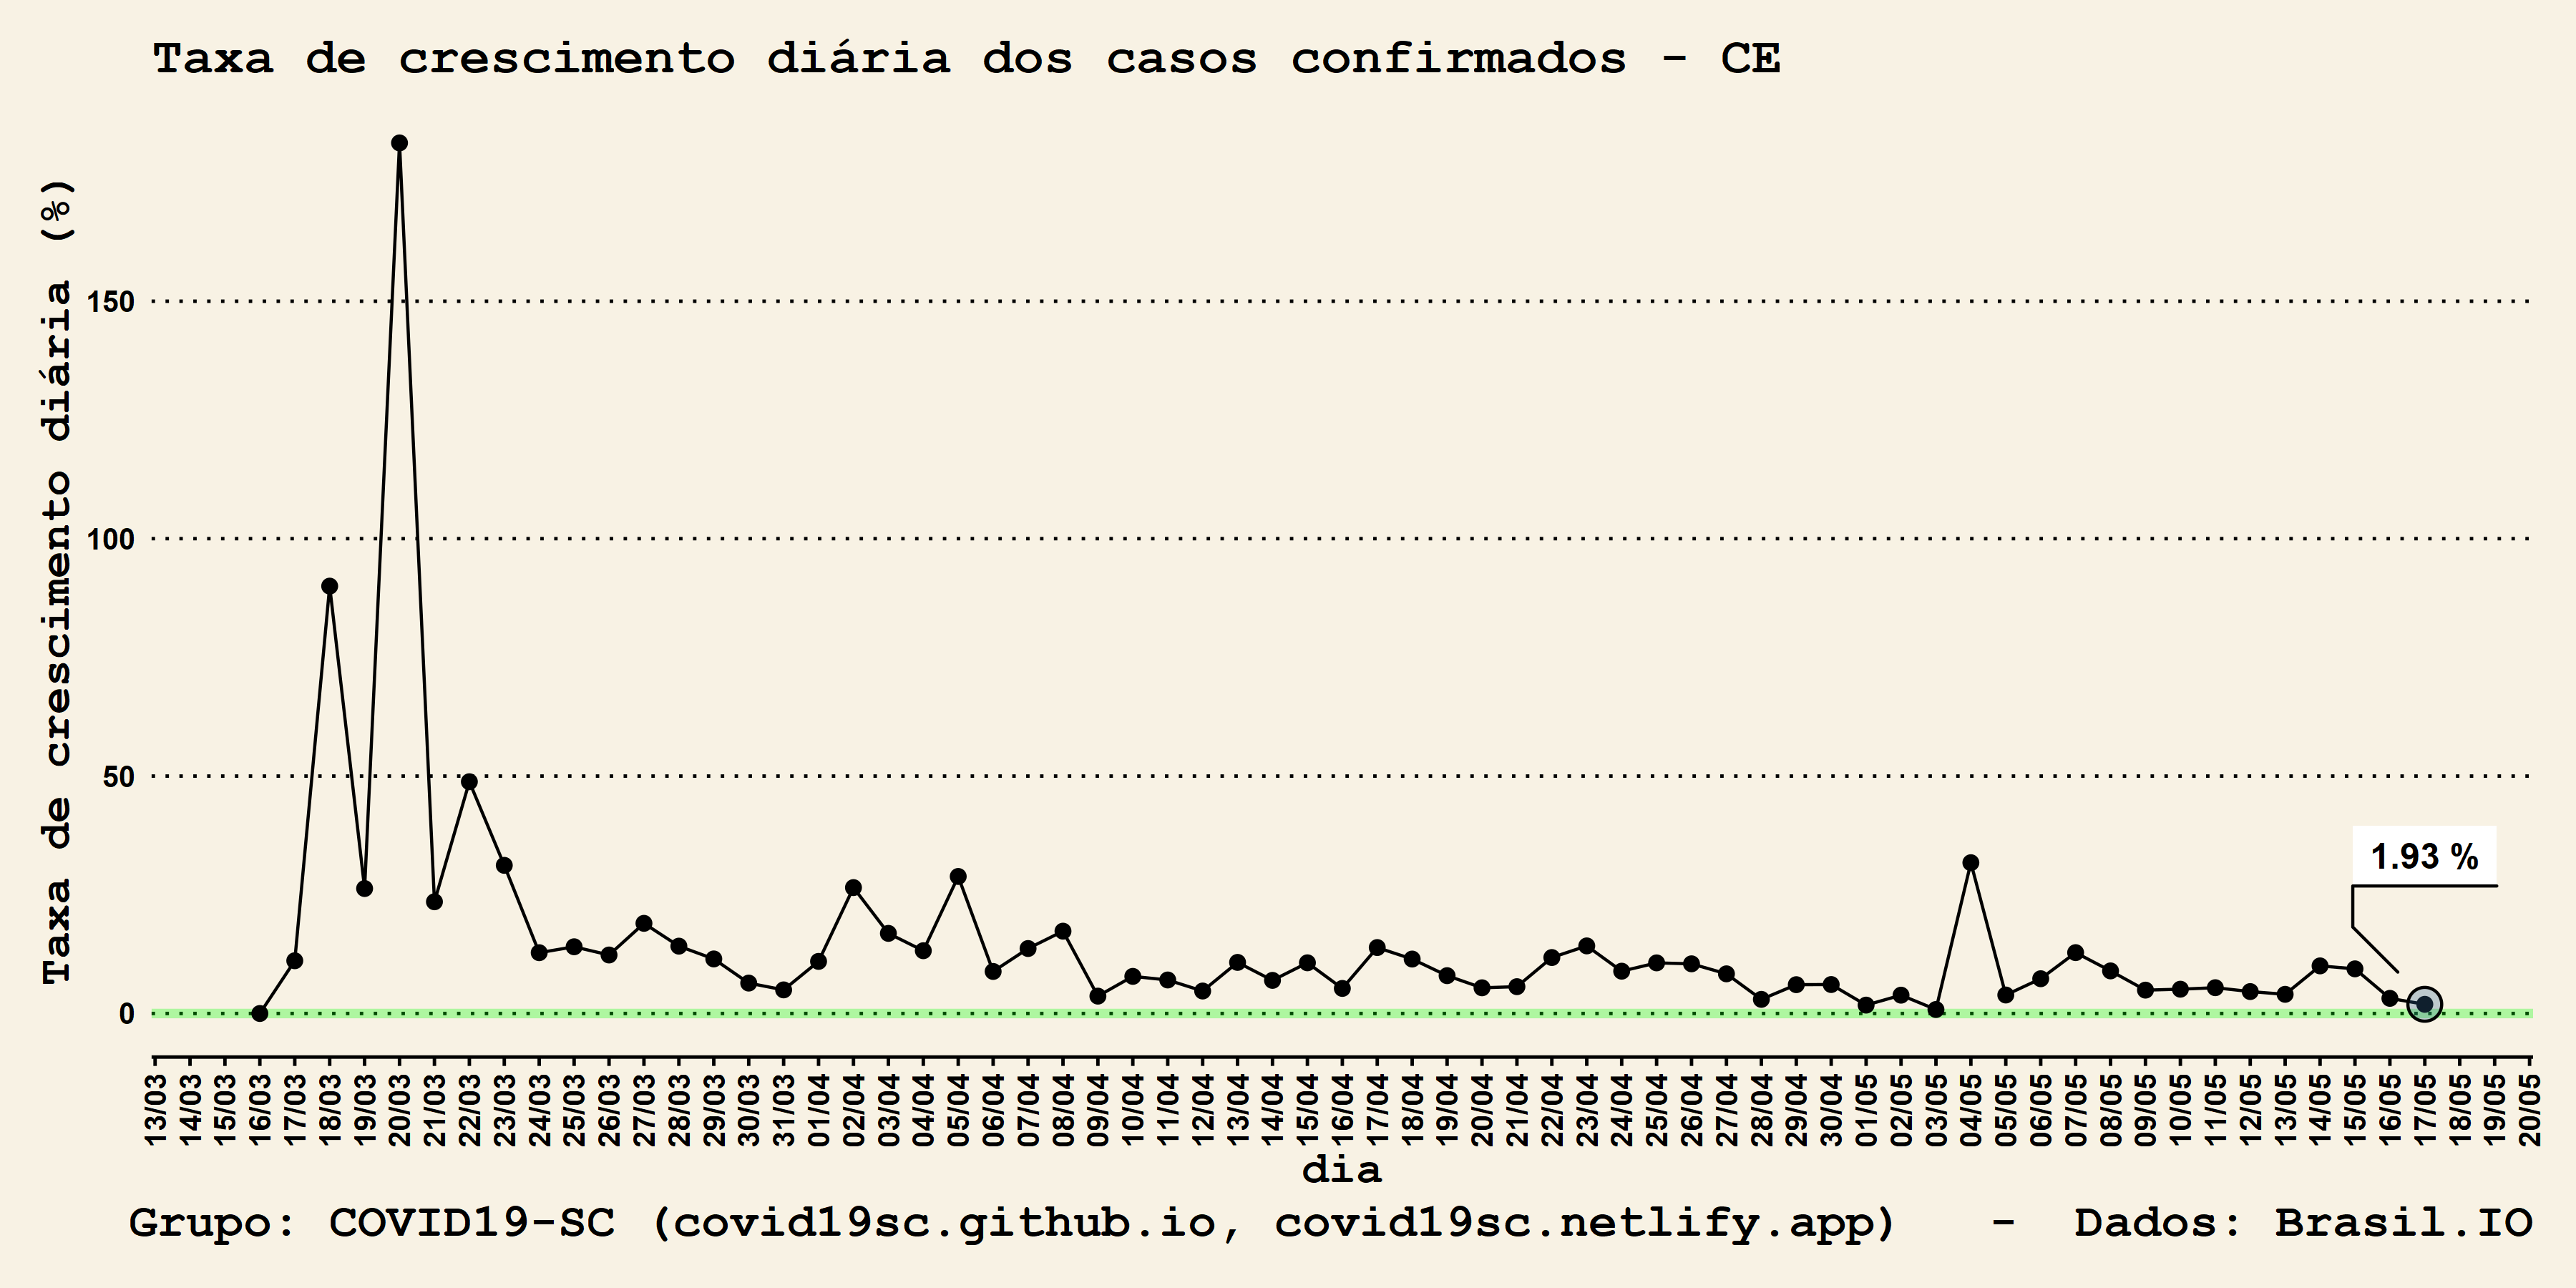 Taxa de crescimento diária dos casos confirmados - CE
Taxa de crescimento diária (%)
150
100
50
0
1.93 %
13/03 14/03 15/03 16/03 17/03 18/03 19/03 20/03 21/03 22/03 23/03 24/03 25/03 26/03 27/03 28/03 29/03 30/03 31/03 01/04 02/04 03/04 04/04 05/04 06/04 07/04 08/04 09/04 10/04 11/04 12/04 13/04 14/04 15/04 16/04 17/04 18/04 19/04 20/04 21/04 22/04 23/04 24/04 25/04 26/04 27/04 28/04 29/04 30/04 01/05 02/05 03/05 04/05 05/05 06/05 07/05 08/05 09/05 10/05 11/05 12/05 13/05 14/05 15/05 16/05 17/05 18/05 19/05 20/05
dia
Grupo: COVID19-SC (covid19sc.github.io, covid19sc.netlify.app) - Dados: Brasil.IO